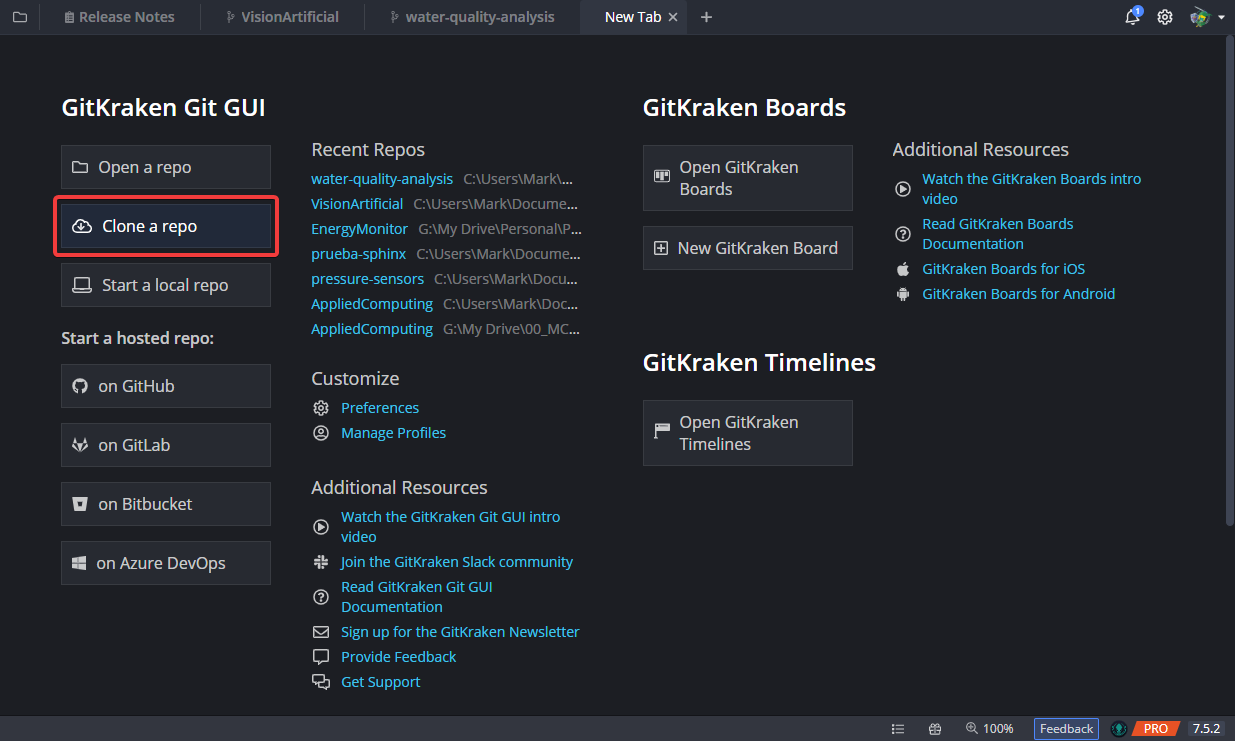 Release Notes
VisionArtificial
water-quality-analysis
New Tab
1
GitKraken Git GUI
Open a repo
Clone a repo
Start a local repo
Start a hosted repo:
on GitHub
on GitLab
on Bitbucket
on Azure DevOps
Recent Repos
water-quality-analysis C:\Users\Mark\...
VisionArtificial C:\Users\Mark\Docume...
EnergyMonitor G:\My Drive\Personal\P...
prueba-sphinx C:\Users\Mark\Docume...
pressure-sensors C:\Users\Mark\Docu...
AppliedComputing C:\Users\Mark\Doc...
AppliedComputing G:\My Drive\00_MC...
Customize
Preferences
Manage Profiles
Additional Resources
Watch the GitKraken Git GUI intro
video
Join the GitKraken Slack community
Read GitKraken Git GUI
Documentation
Sign up for the GitKraken Newsletter
Provide Feedback
Get Support
GitKraken Boards
Open GitKraken
Boards
New GitKraken Board
Additional Resources
Watch the GitKraken Boards intro
video
Read GitKraken Boards
Documentation
GitKraken Boards for iOS
GitKraken Boards for Android
GitKraken Timelines
Open GitKraken
Timelines
100%
Feedback
PRO
7.5.2